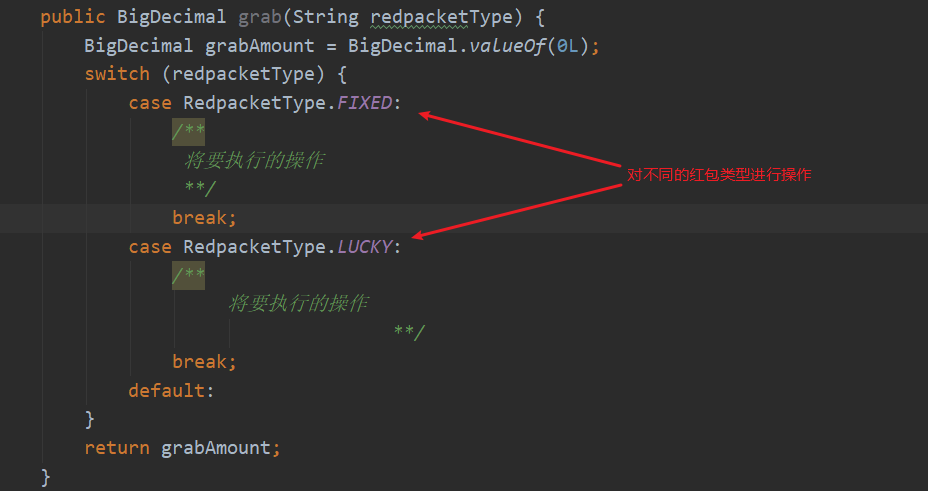 public BigDecimal grab(String redpacketType) {
BigDecimal grabAmount = BigDecimal.valueOf(0L);
switch (redpacketType) {
case RedpacketType.FIXED:
/**
将要执行的操作
**/
对不同的红包类型进行操作
break;
case RedpacketType.LUCKY:
/**
将要执行的操作
**/
break;
default:
}
return grabAmount;
}